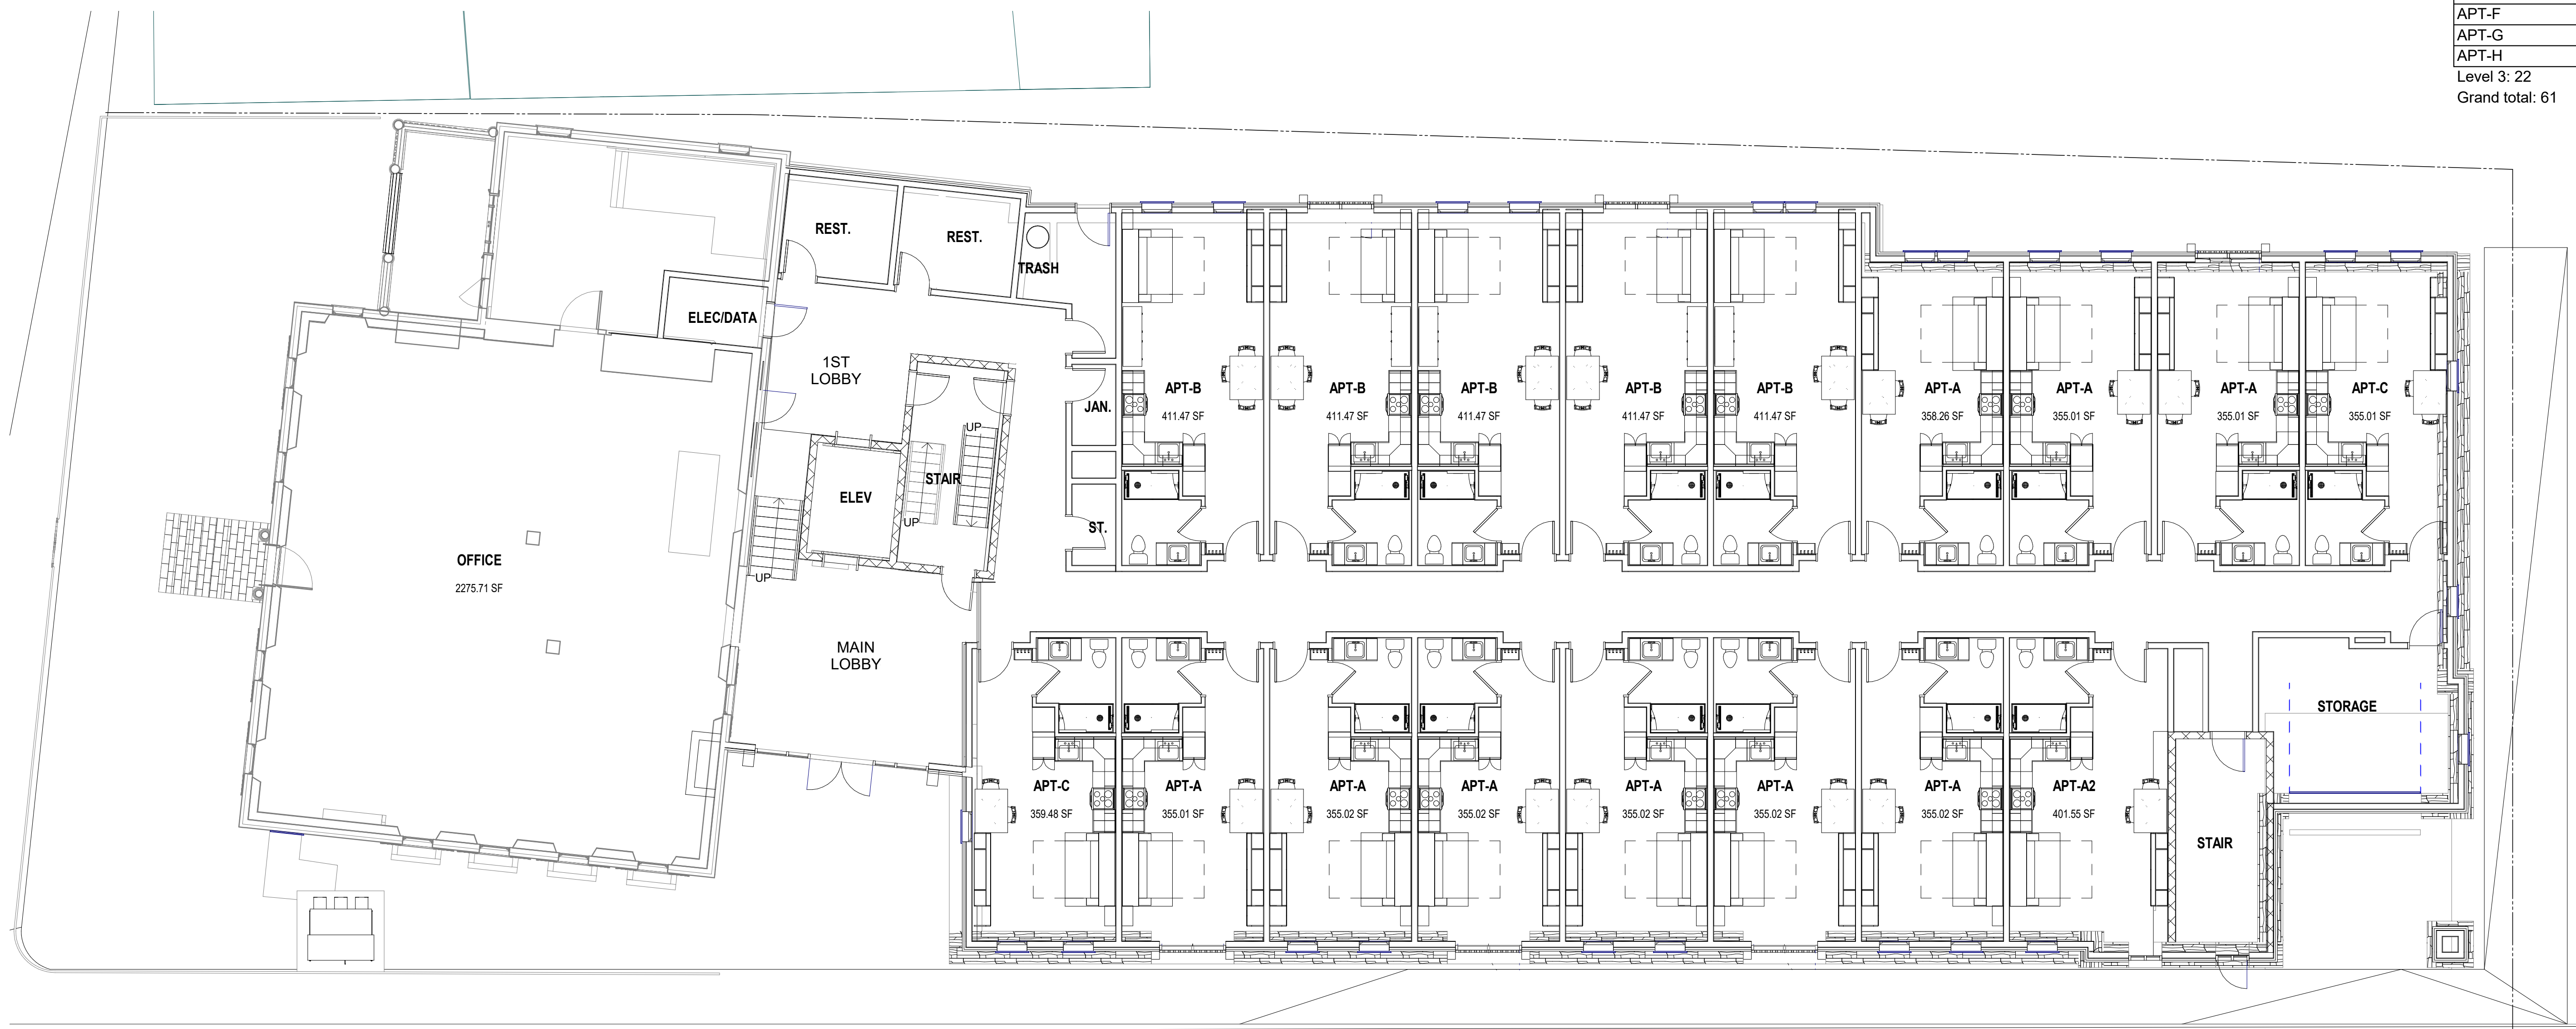 APT-F
APT-G
APT-H
Level 3: 22
Grand total: 61
REST.
REST.
TRASH
ELEC/DATA
1ST
LOBBY
JAN.
UP
STAIR
ELEV
UP
ST.
UP
OFFICE
2275.71 SF
MAIN
LOBBY
APT-B
411.47 SF
APT-B
411.47 SF
APT-B
411.47 SF
APT-B
411.47 SF
APT-B
411.47 SF
APT-A
358.26 SF
APT-A
355.01 SF
APT-A
355.01 SF
APT-C
355.01 SF
APT-C
359.48 SF
APT-A
355.01 SF
APT-A
355.02 SF
APT-A
355.02 SF
APT-A
355.02 SF
APT-A
355.02 SF
APT-A
355.02 SF
APT-A2
401.55 SF
STORAGE
STAIR